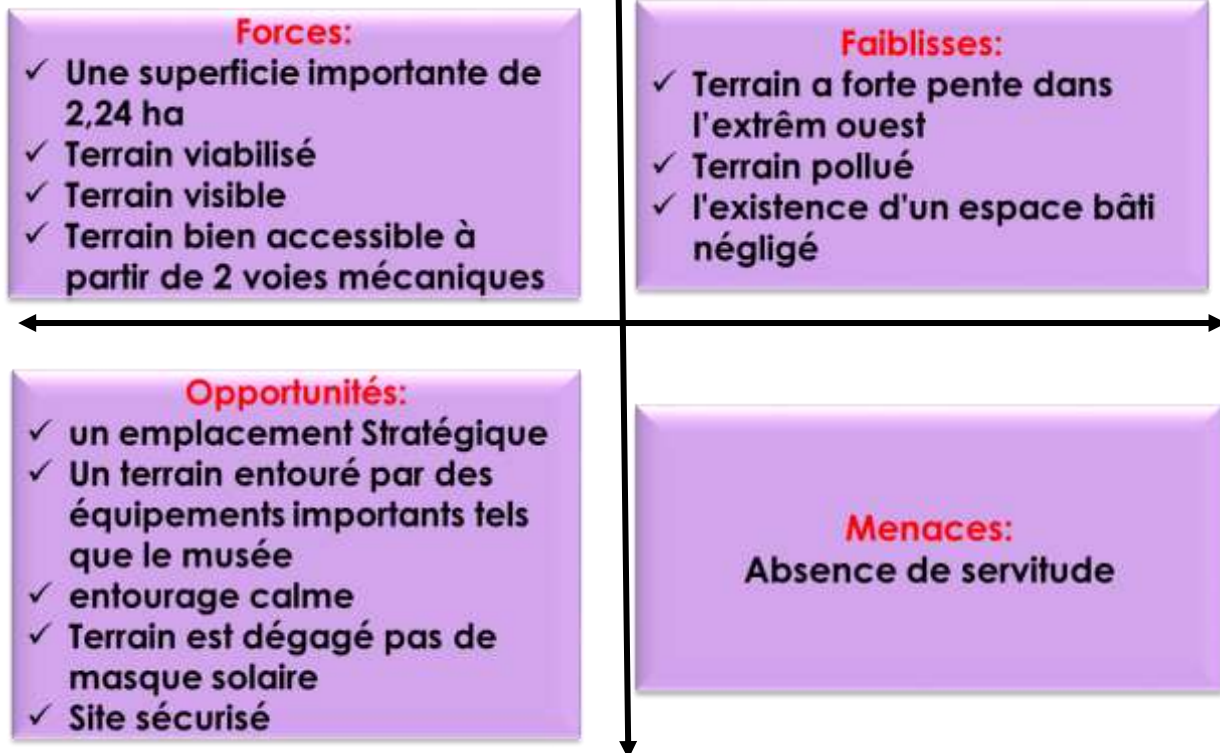 Forces:
✓ Une superficie importante de
2,24 ha
✓ Terrain viabilisé
✓ Terrain visible
✓ Terrain bien accessible à
partir de 2 voies mécaniques
Faiblisses:
✓ Terrain a forte pente dans
l'extrêm ouest
✓ Terrain pollué
✓ l'existence d'un espace bâti
négligé
Opportunités:
✓ un emplacement Stratégique
✓ Un terrain entouré par des
équipements importants tels
que le musée
✓ entourage calme
✓ Terrain est dégagé pas de
masque solaire
✓ Site sécurisé
Menaces:
Absence de servitude